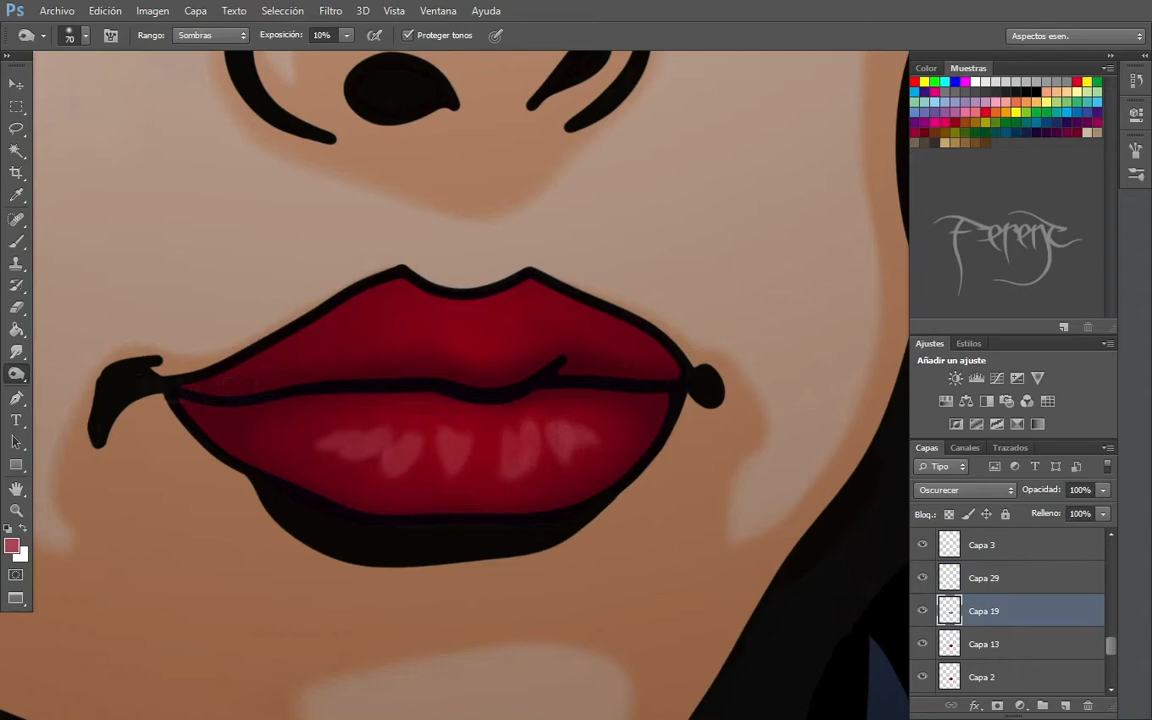 Ps Archivo Edición Imagen Capa Texto Selección Filtro 3D Vista Ventana Ayuda
70 Rango: Sombras Exposición: 10% Proteger tonos Aspectos esen.
Color Muestras
Ferenc
Ajustes Estilos
Añadir un ajuste
Capas Canales Trazados
Tipo
Oscurecer Opacidad: 100%
Bloq.: Relleno: 100%
Capa 3
Capa 29
Capa 19
Capa 13
Capa 2
fx